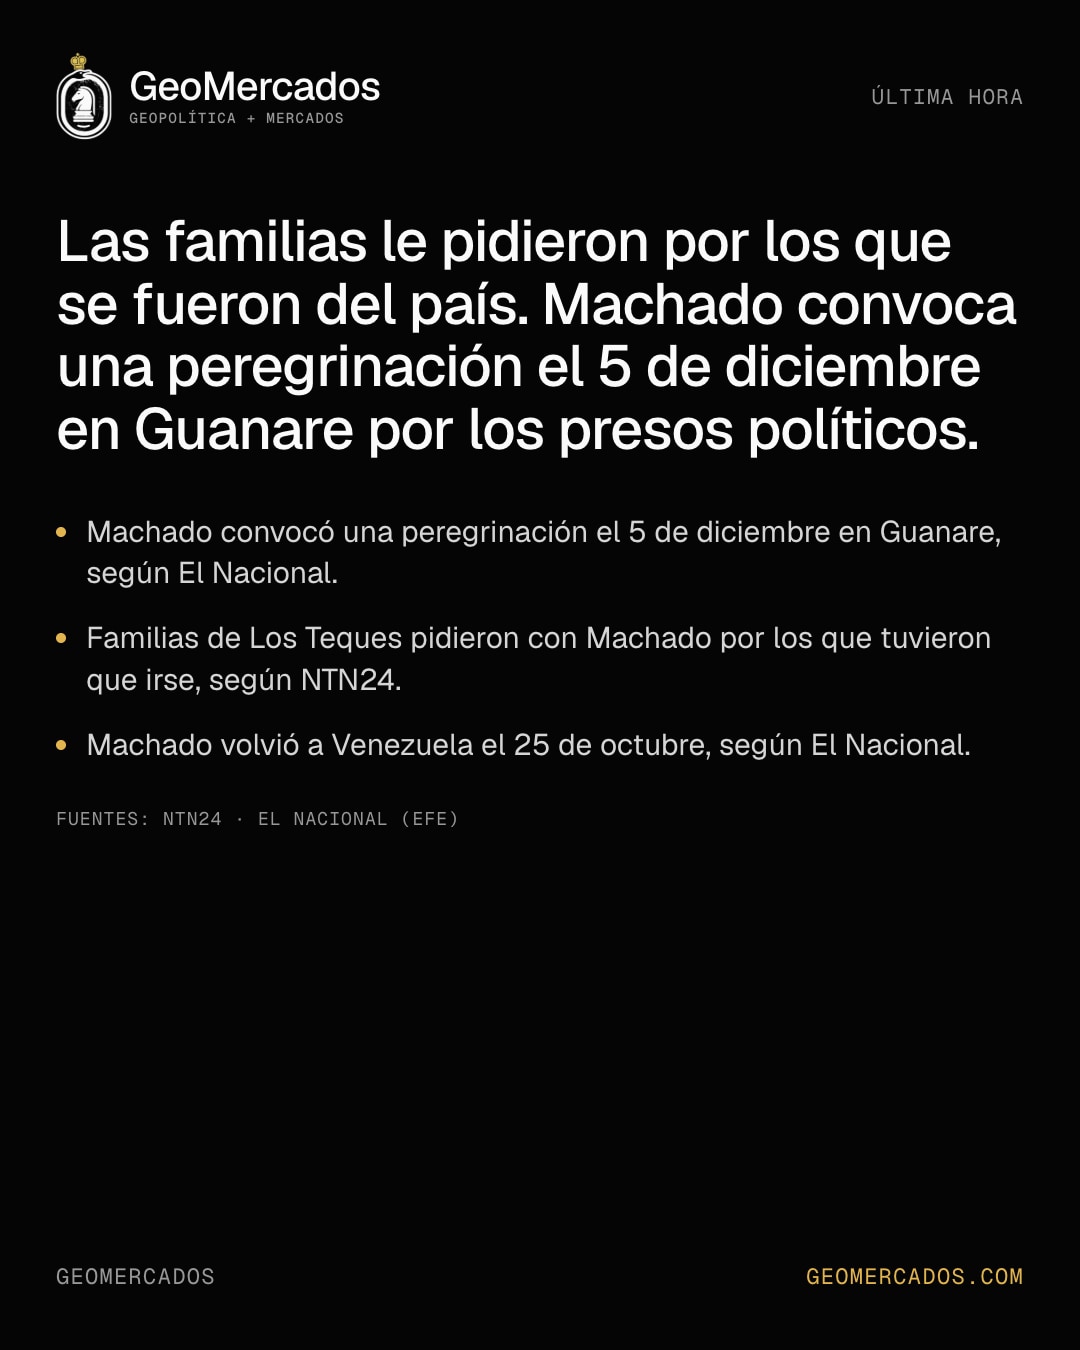 GeoMercados
GEOPOLÍTICA + MERCADOS
ÚLTIMA HORA
Las familias le pidieron por los que
se fueron del país. Machado convoca
una peregrinación el 5 de diciembre
en Guanare por los presos políticos.
• Machado convocó una peregrinación el 5 de diciembre en Guanare,
según El Nacional.
• Familias de Los Teques pidieron con Machado por los que tuvieron
que irse, según NTN24.
• Machado volvió a Venezuela el 25 de octubre, según El Nacional.
FUENTES: NTN24 · EL NACIONAL (EFE)
GEOMERCADOS
GEOMERCADOS.COM